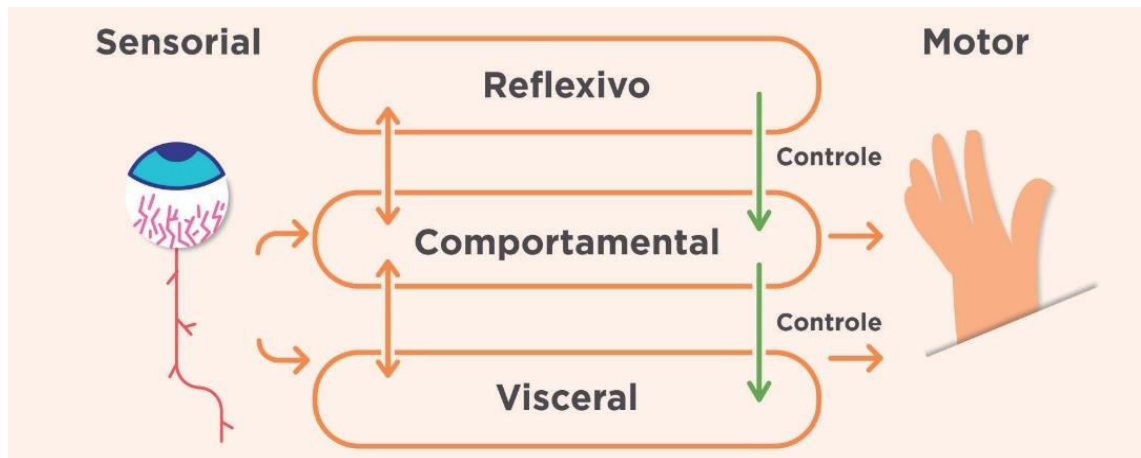 Sensorial
Reflexivo
Motor
Controle
Comportamental
Controle
Visceral